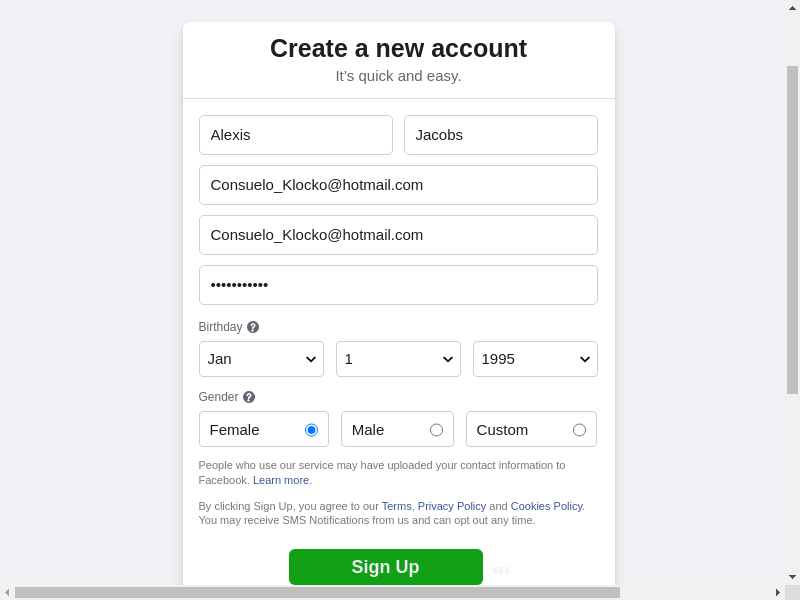 Create a new account
It's quick and easy.
Alexis Jacobs
Consuelo_Klocko@hotmail.com
Consuelo_Klocko@hotmail.com
•••••••••••
Birthday
Jan 1 1995
Gender
Female Male Custom
People who use our service may have uploaded your contact information to
Facebook. Learn more.
By clicking Sign Up, you agree to our Terms, Privacy Policy and Cookies Policy.
You may receive SMS Notifications from us and can opt out any time.
Sign Up